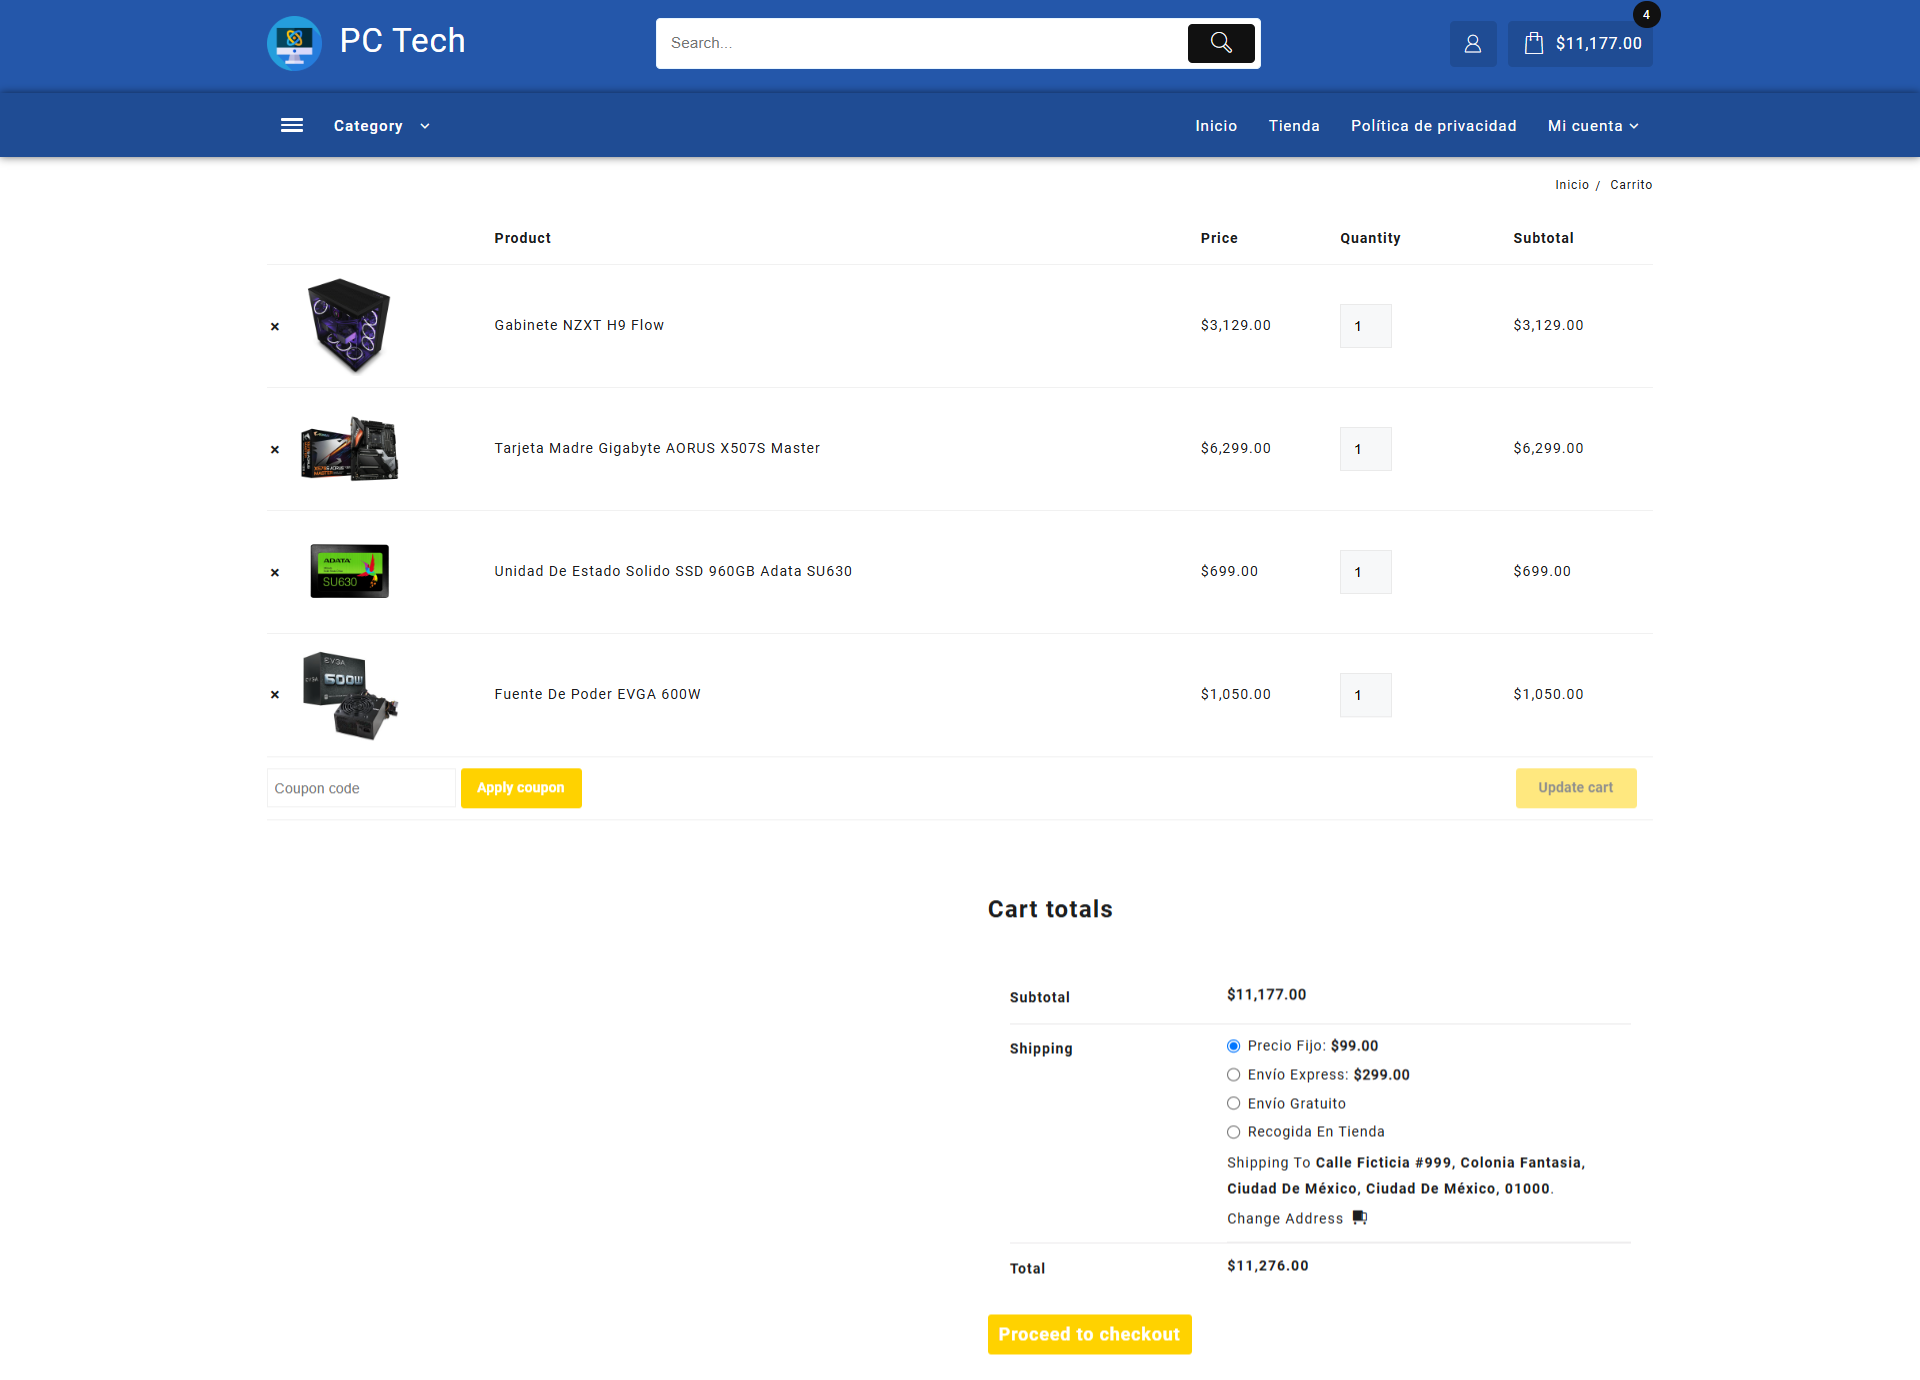 PC Tech
Search...
4
$11,177.00
Category
Inicio Tienda Política de privacidad Mi cuenta
Inicio / Carrito
Product Price Quantity Subtotal
× Gabinete NZXT H9 Flow $3,129.00 1 $3,129.00
× Tarjeta Madre Gigabyte AORUS X507S Master $6,299.00 1 $6,299.00
ADATA
SU630
× Unidad De Estado Solido SSD 960GB Adata SU630 $699.00 1 $699.00
EVGA
EVGA 500W
× Fuente De Poder EVGA 600W $1,050.00 1 $1,050.00
Coupon code Apply coupon Update cart
Cart totals
Subtotal $11,177.00
Shipping Precio Fijo: $99.00
Envío Express: $299.00
Envío Gratuito
Recogida En Tienda
Shipping To Calle Ficticia #999, Colonia Fantasia,
Ciudad De México, Ciudad De México, 01000.
Change Address
Total $11,276.00
Proceed to checkout